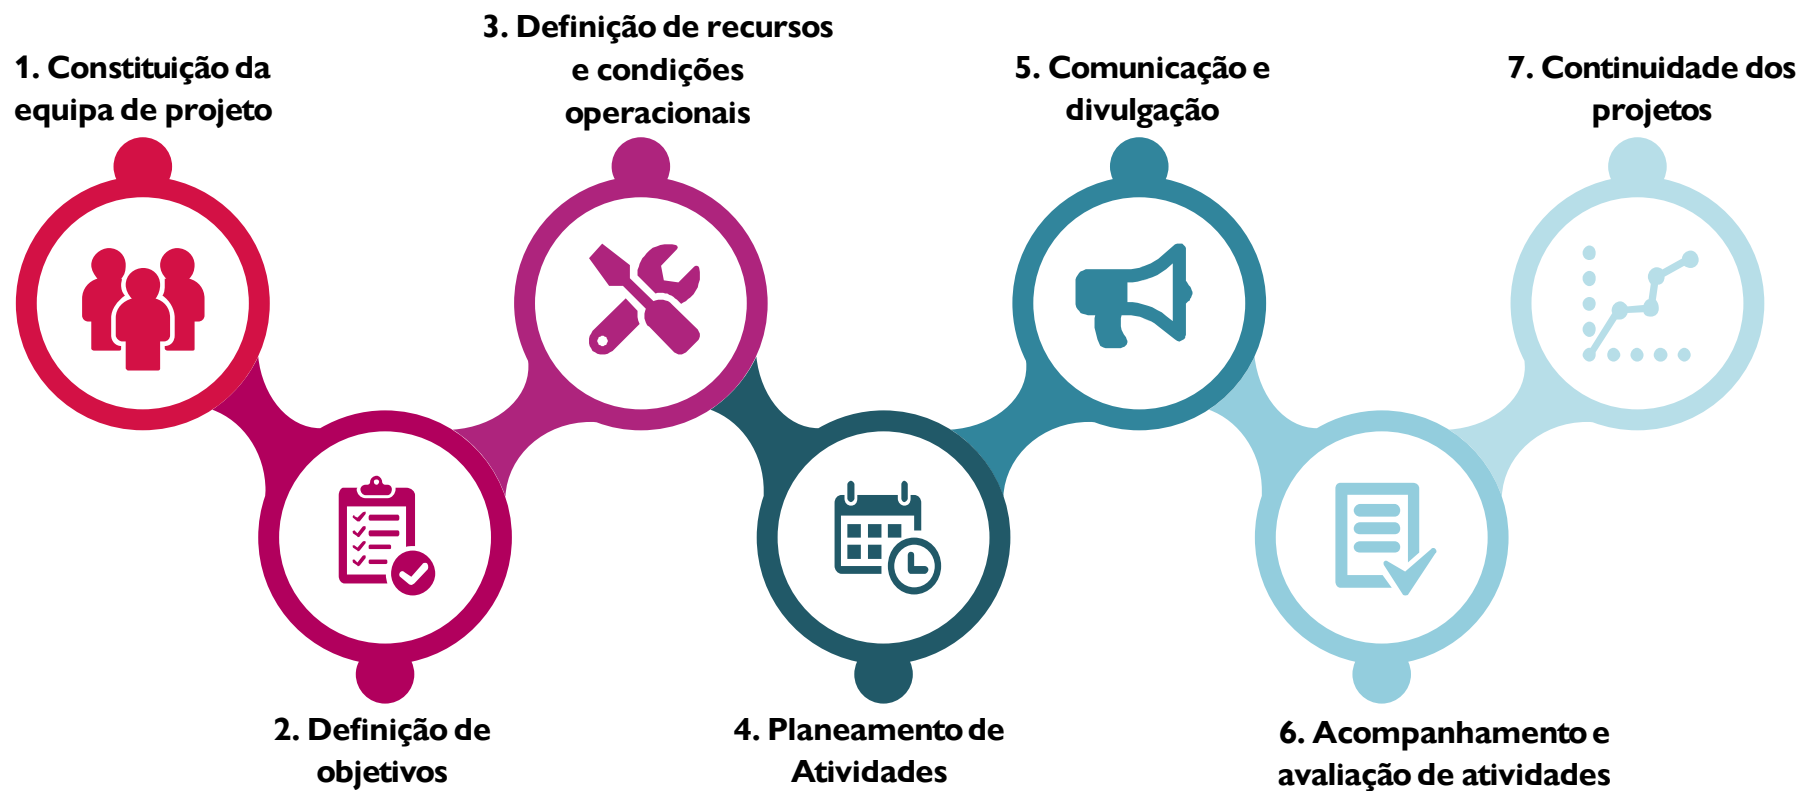 1. Constituição da
equipa de projeto
2. Definição de
objetivos
3. Definição de recursos
e condições
operacionais
4. Planeamento de
Atividades
5. Comunicação e
divulgação
6. Acompanhamento e
avaliação de atividades
7. Continuidade dos
projetos